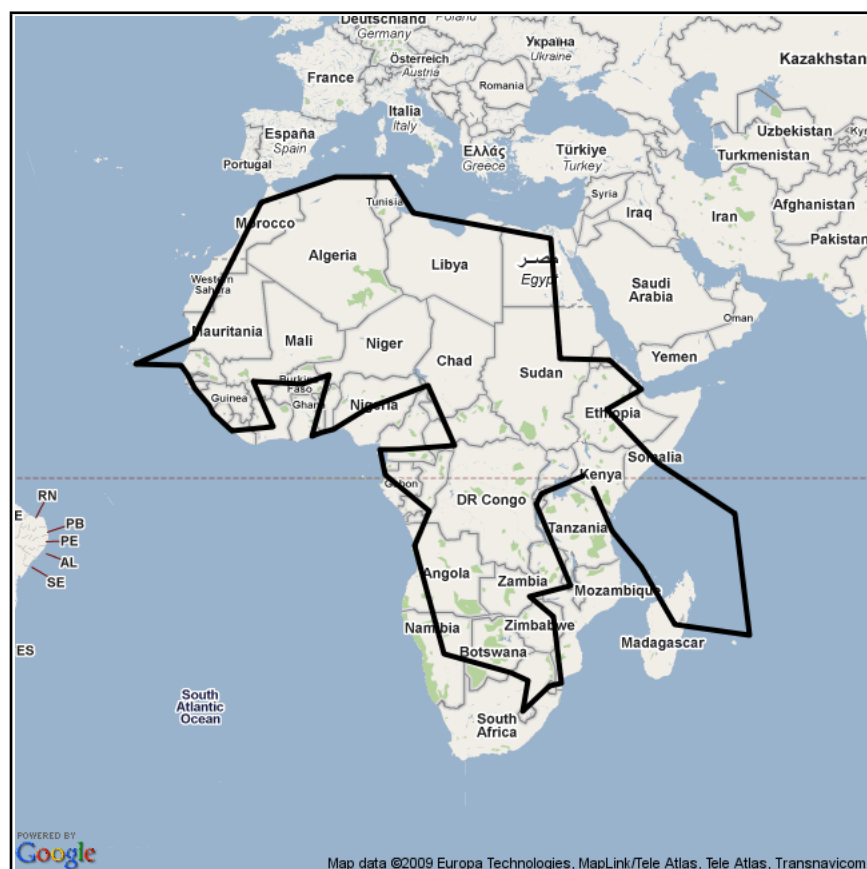 Deutschland
Germany
Poland
Україна
Ukraine
Kazakhstan
Österreich
Austria
France
Romania
Italia
Italy
Uzbekistan
Ky
España
Spain
Portugal
Ελλάς
Greece
Türkiye
Turkey
Turkmenistan
Syria
Afghanistan
Tunisia
Iraq
Iran
Morocco
Pakistan
Algeria
Libya
مصر
Egypt
Western
Sahara
Saudi
Arabia
Oman
Mauritania
Mali
Niger
Chad
Sudan
Yemen
Burkina
Faso
Guinea
Ghana
Nigeria
Ethiopia
Somalia
Kenya
Gabon
DR Congo
RN
E
PB
PE
AL
SE
Tanzania
Angola
Zambia
Mozambique
Namibia
Zimbabwe
Madagascar
Botswana
ES
South
Atlantic
Ocean
South
Africa
POWERED BY
Google
Map data ©2009 Europa Technologies, MapLink/Tele Atlas, Tele Atlas, Transnavicom